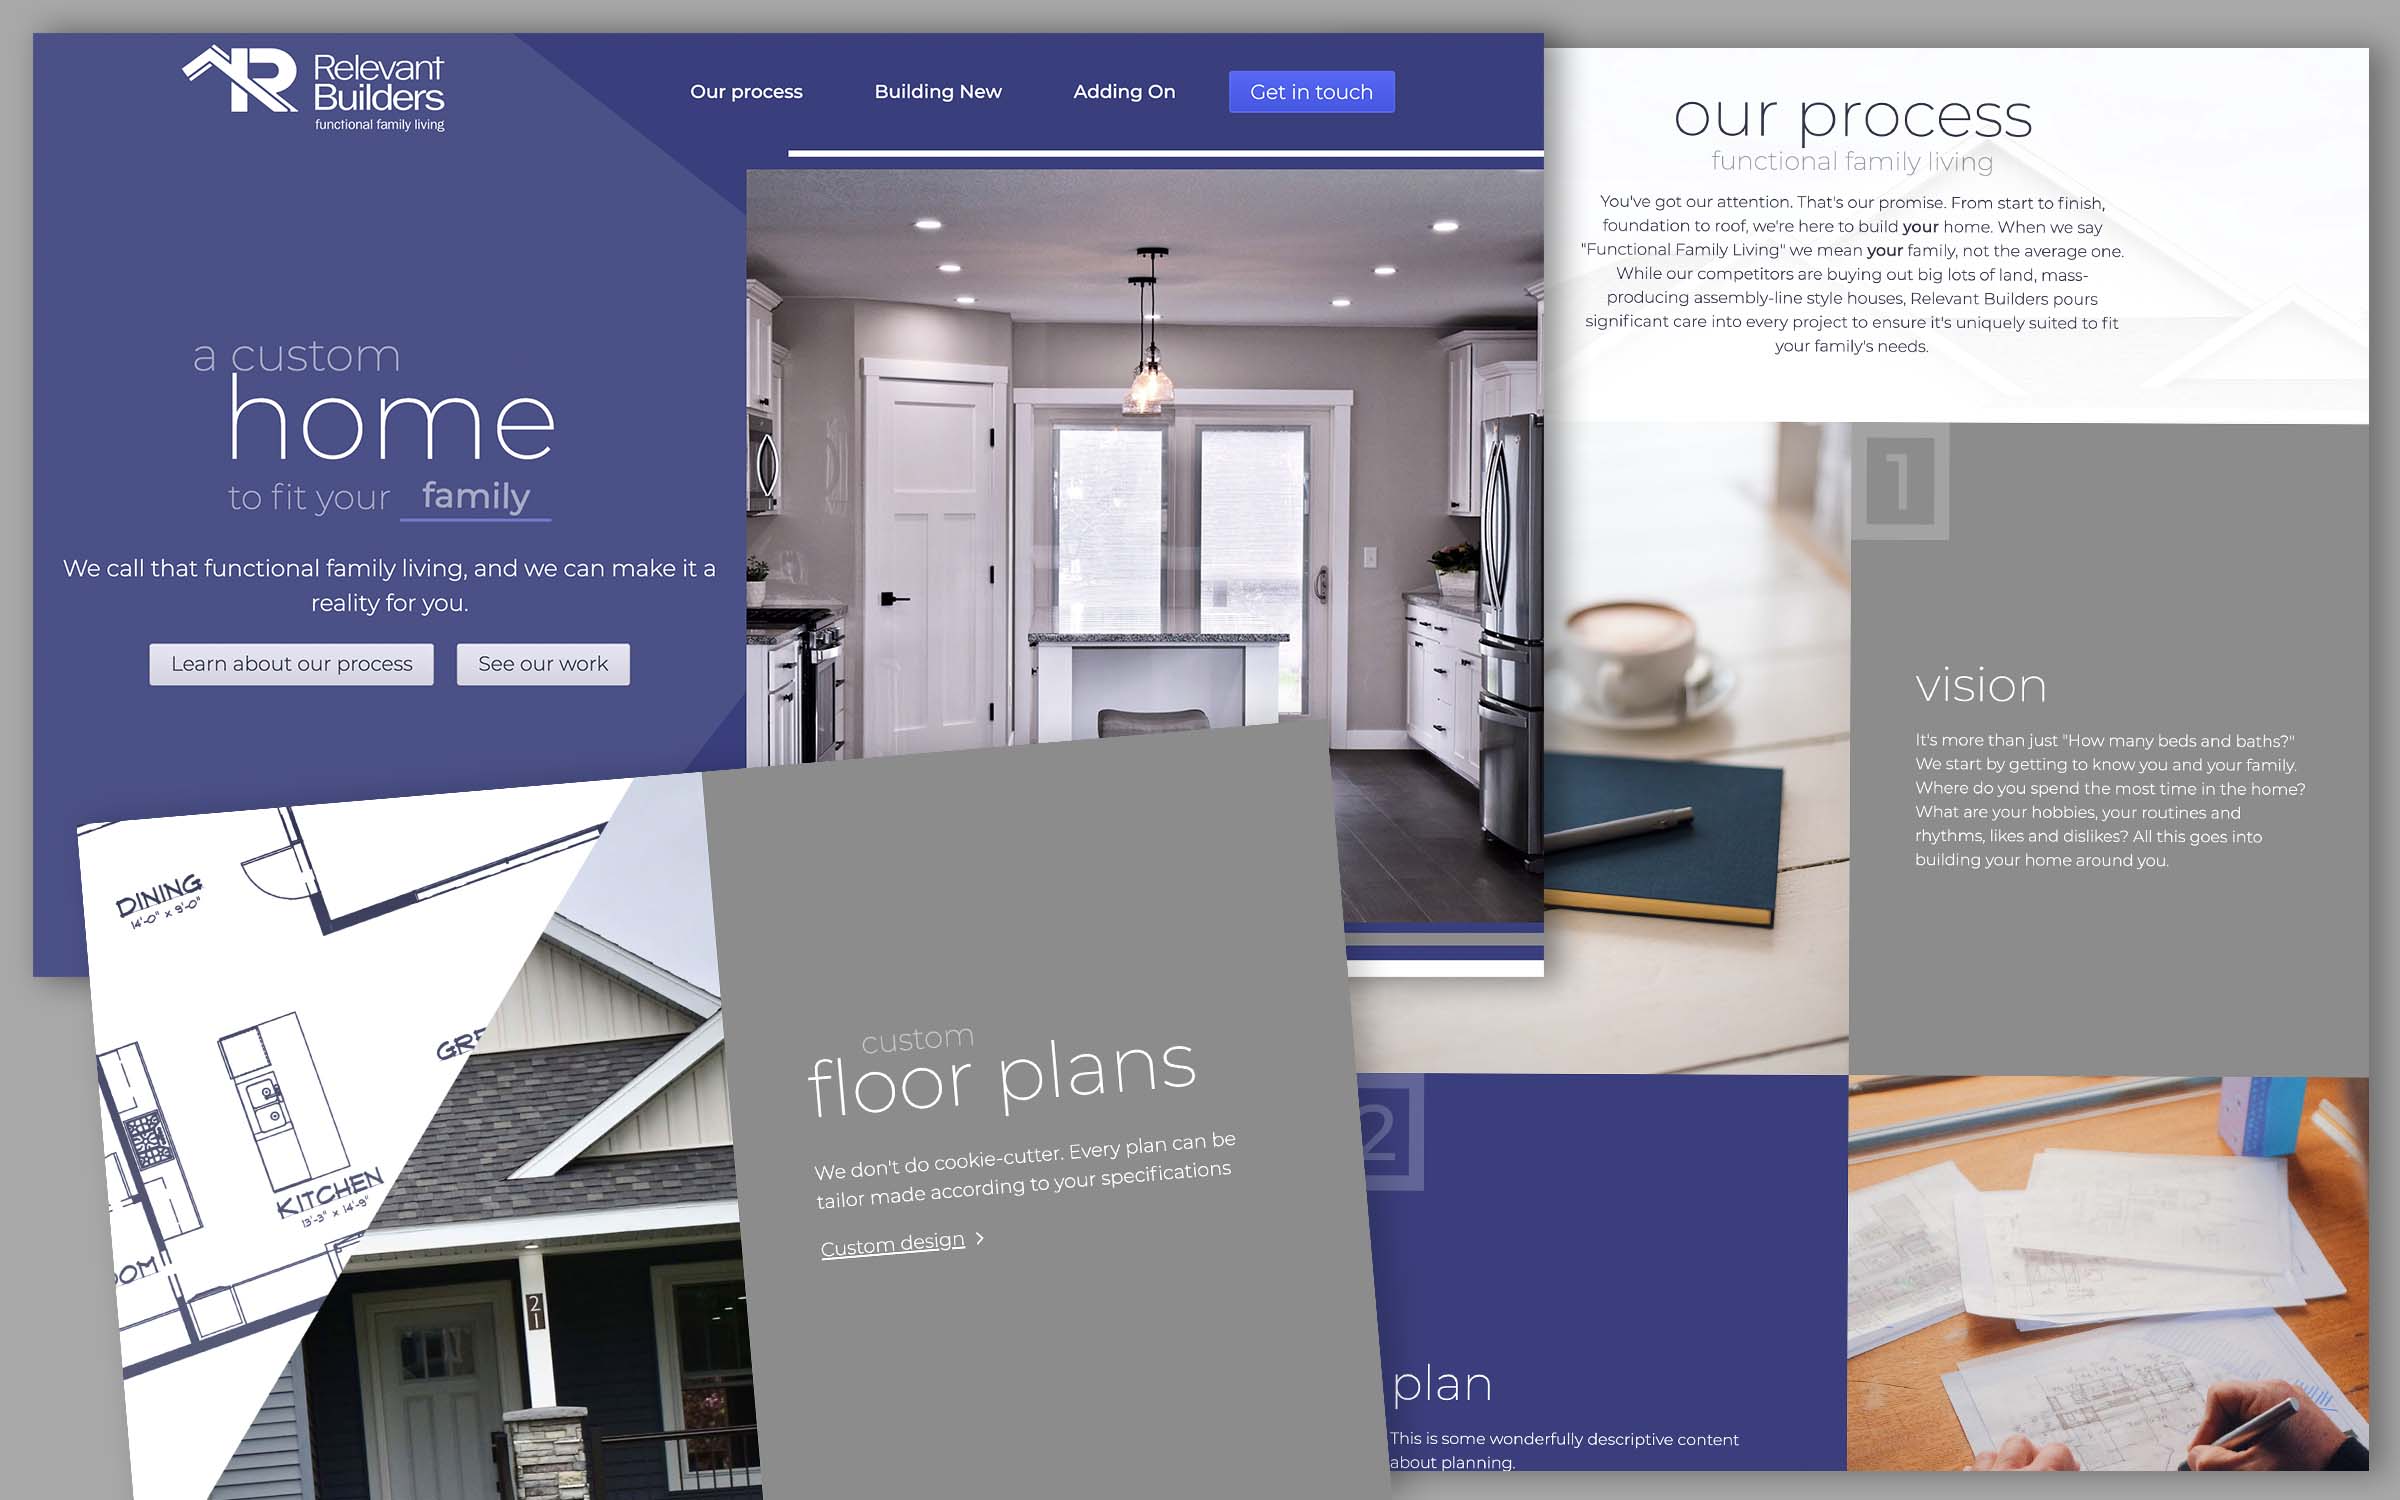 Relevant
Builders
functional family living
Our process
Building New
Adding On
Get in touch
a custom
home
to fit your family
We call that functional family living, and we can make it a
reality for you.
Learn about our process
See our work
our process
functional family living
You've got our attention. That's our promise. From start to finish,
foundation to roof, we're here to build your home. When we say
"Functional Family Living" we mean your family, not the average one.
While our competitors are buying out big lots of land, mass-
producing assembly-line style houses, Relevant Builders pours
significant care into every project to ensure it's uniquely suited to fit
your family's needs.
1
vision
It's more than just "How many beds and baths?"
We start by getting to know you and your family.
Where do you spend the most time in the home?
What are your hobbies, your routines and
rhythms, likes and dislikes? All this goes into
building your home around you.
2
plan
This is some wonderfully descriptive content
about planning.
DINING
14'-0" x 9'-0"
GRE
KITCHEN
13'-3" x 14'-9"
OOM
21
custom
floor plans
We don't do cookie-cutter. Every plan can be
tailor made according to your specifications
Custom design >